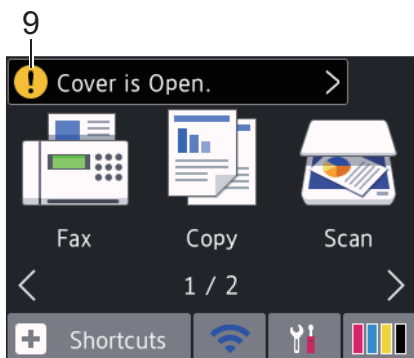 9
Cover is Open.
Fax Copy Scan
1 / 2
Shortcuts